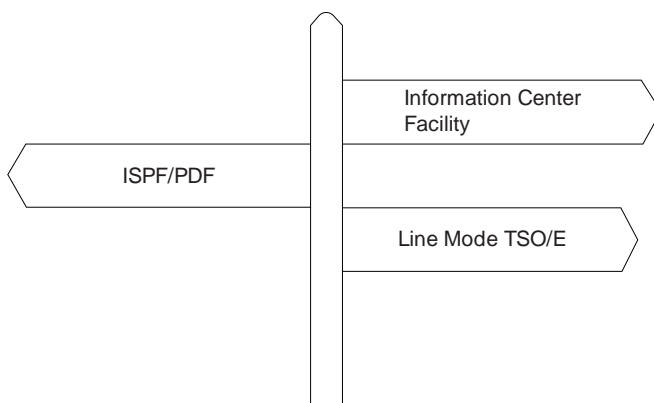 Information Center
Facility
ISPF/PDF
Line Mode TSO/E